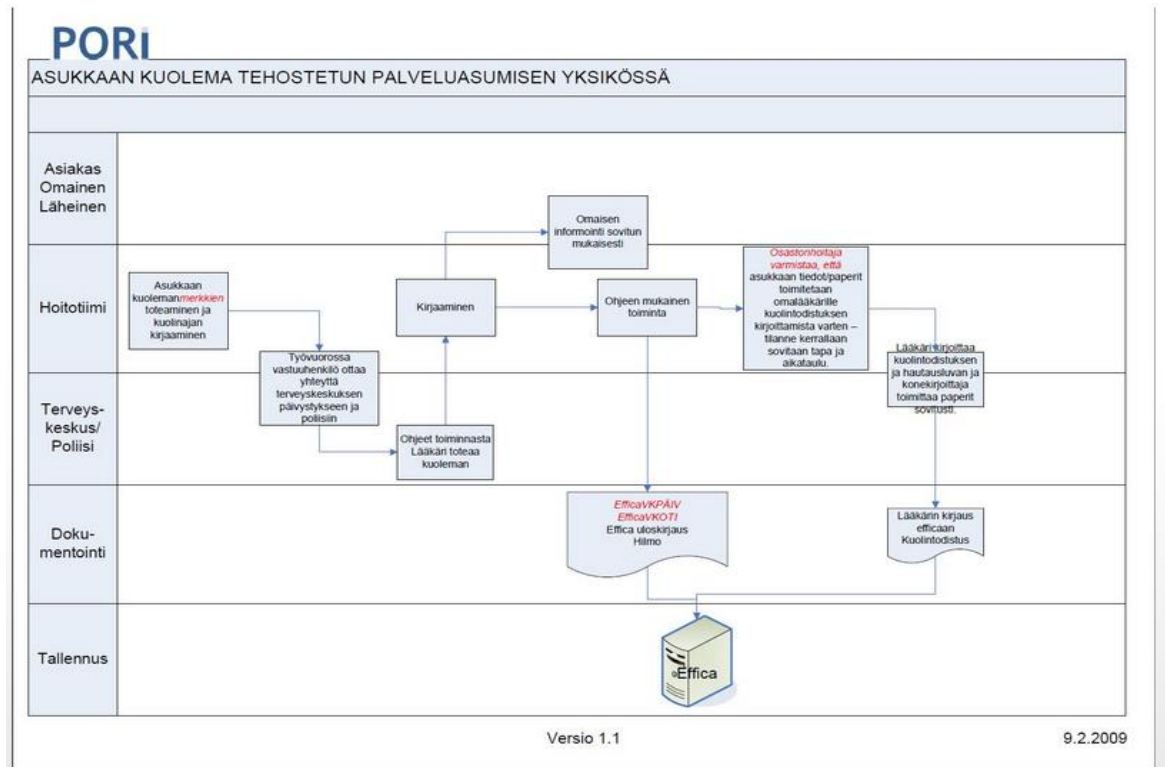 PORI
ASUKKAAN KUOLEMA TEHOSTETUN PALVELUASUMISEN YKSIKÖSSÄ
Asiakas
Omainen
Läheinen
Omaisen
informointi sovitun
mukaisesti
Hoitotiimi
Asukkaan
kuolemanmerkkien
toteaminen ja
kuolinajan
kirjaaminen
Kirjaaminen
Ohjeen mukainen
toiminta
Osastonhoitaja
varmistaa, että
asukkaan tiedot/paperit
toimitetaan
omalääkärille
kuolintodistuksen
kirjoittamista varten –
tilanne kerrallaan
sovitaan tapa ja
aikataulu.
Työvuorossa
vastuuhenkilö ottaa
yhteyttä
terveyskeskuksen
päivystykseen ja
poliisiin
Lääkäri kirjoittaa
kuolintodistuksen
ja hautausluvan ja
konekirjoittaja
toimittaa paperit
sovitusti.
Terveys-
keskus/
Poliisi
Ohjeet toiminnasta
Lääkäri toteaa
kuoleman
Doku-
mentointi
EfficaVKPÄIV
EfficaVKOTI
Effica uloskirjaus
Hilmo
Lääkärin kirjaus
efficaan
Kuolintodistus
Tallennus
Effica
Versio 1.1
9.2.2009